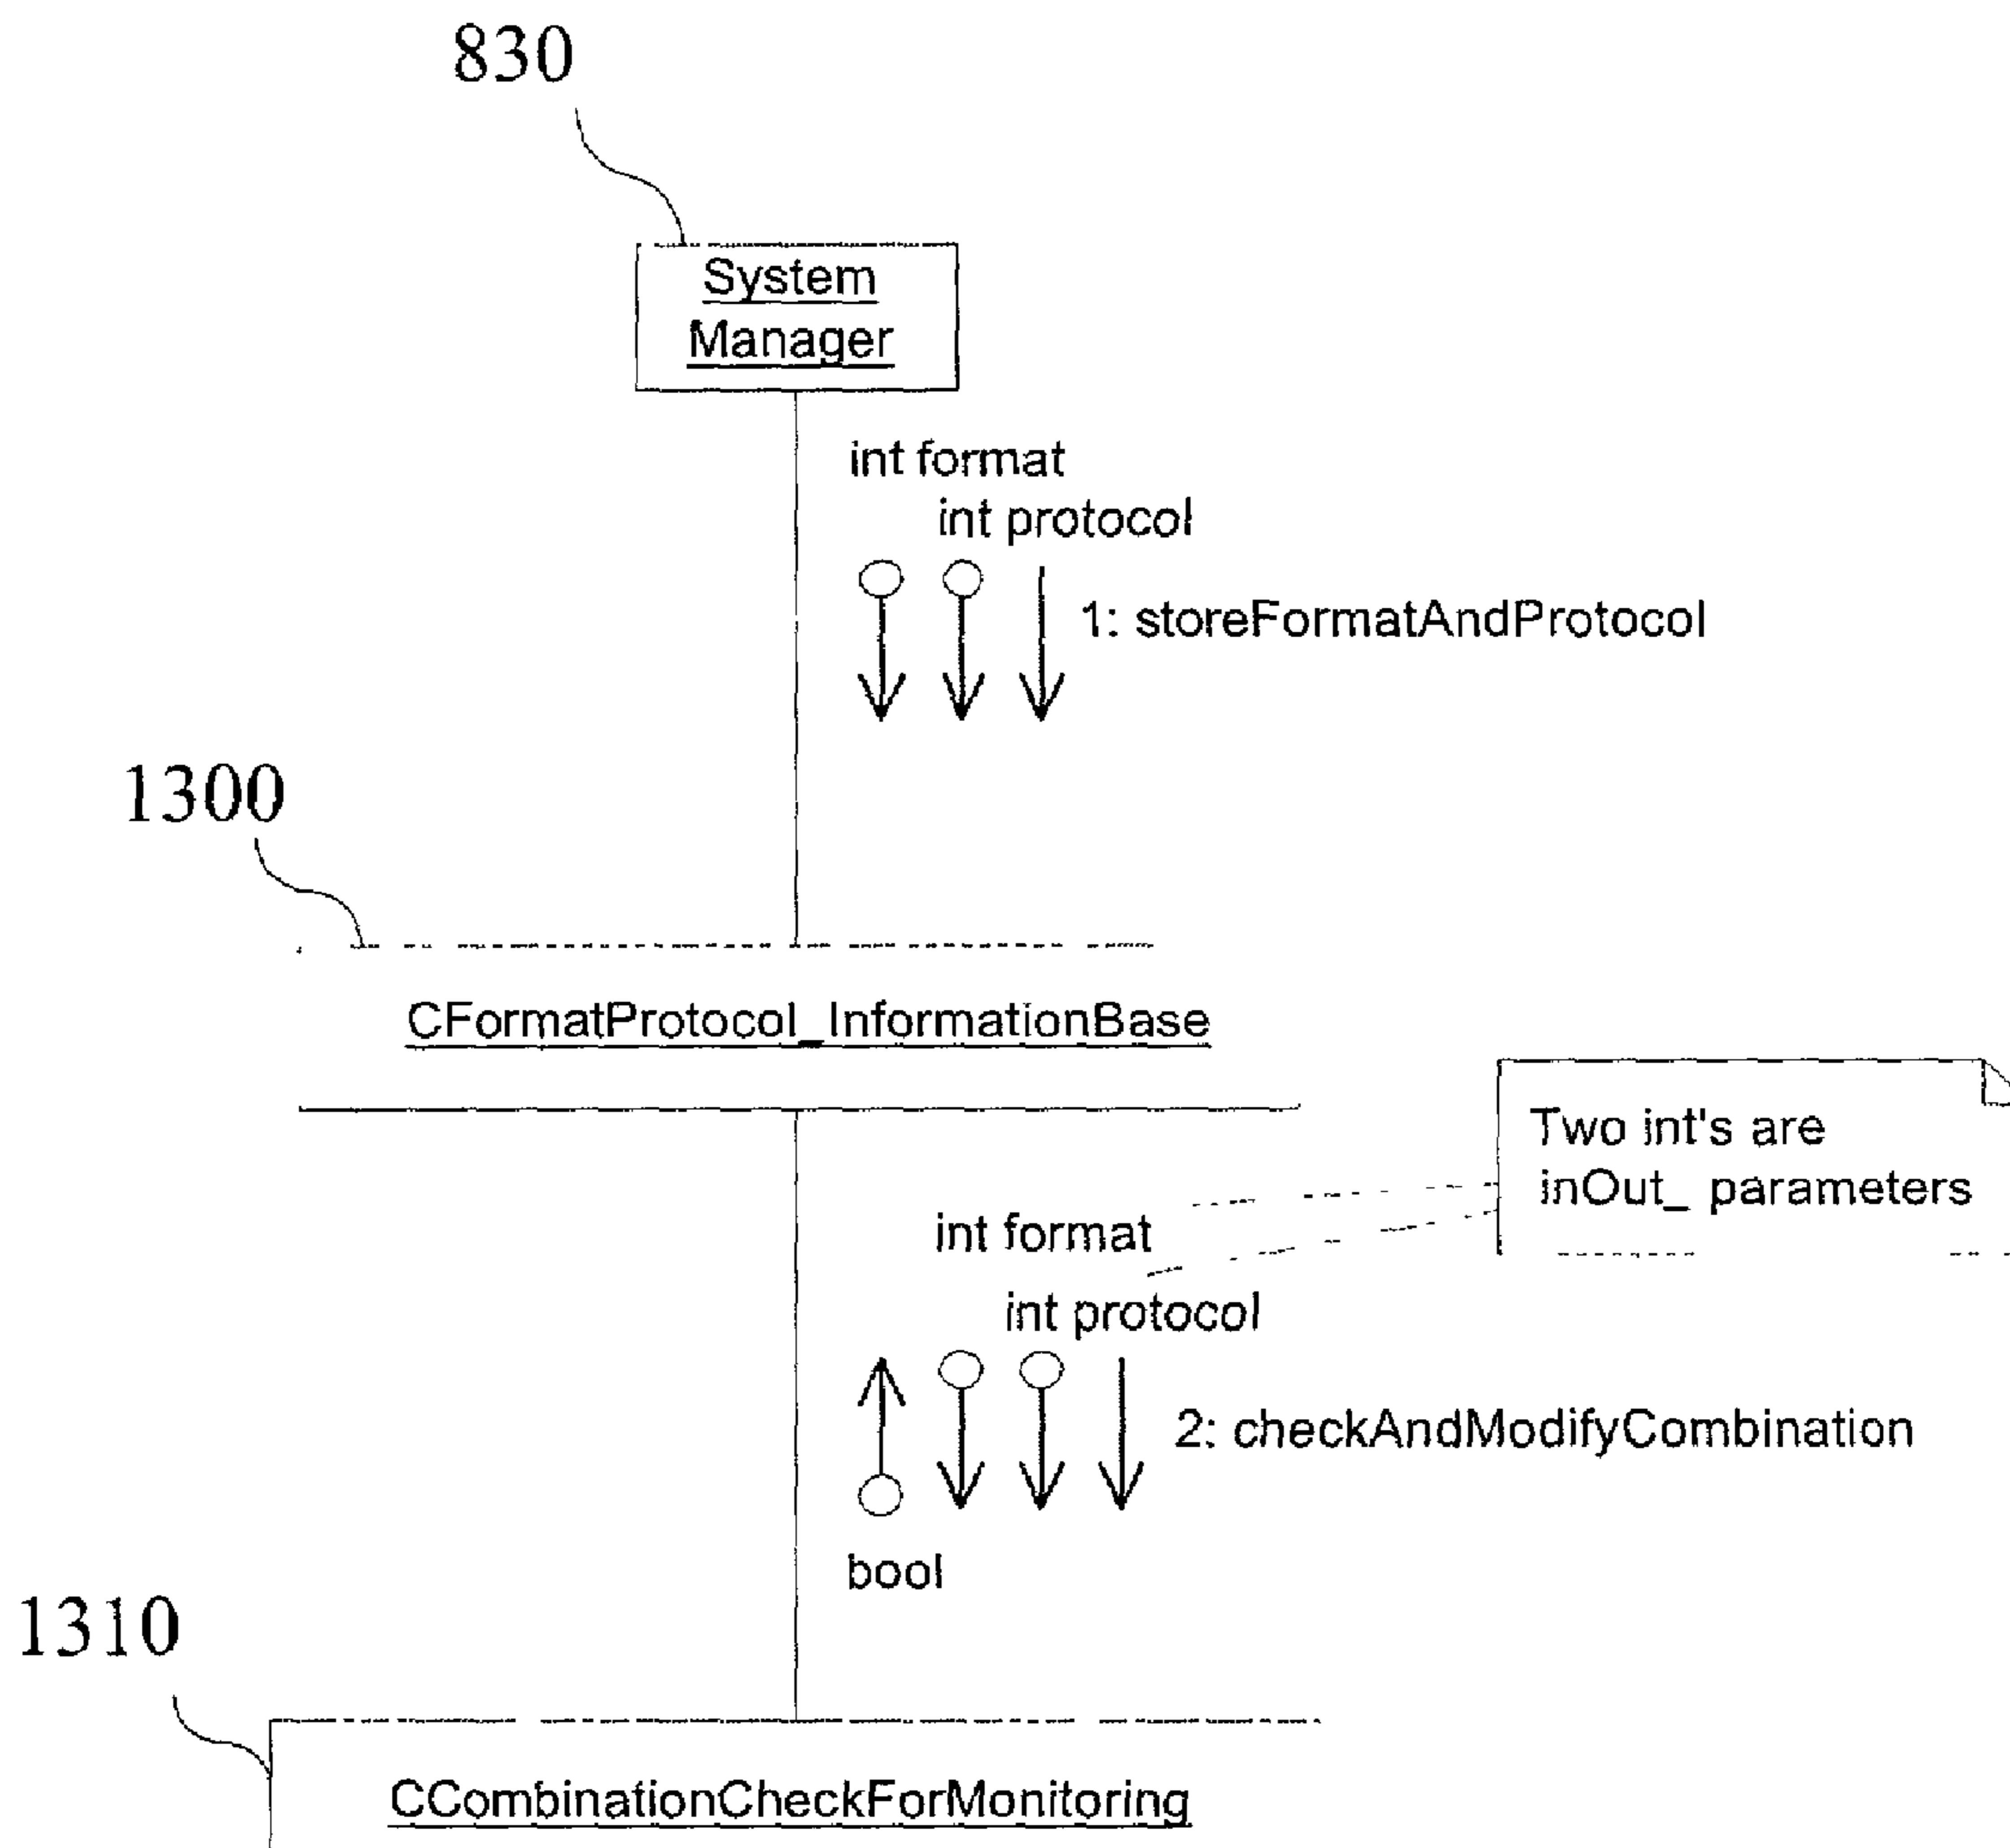 830
System
Manager
int format
int protocol
1: storeFormatAndProtocol
1300
CFormatProtocol_InformationBase
Two int's are
inOut_ parameters
int format
int protocol
2: checkAndModifyCombination
bool
1310
CCombinationCheckForMonitoring